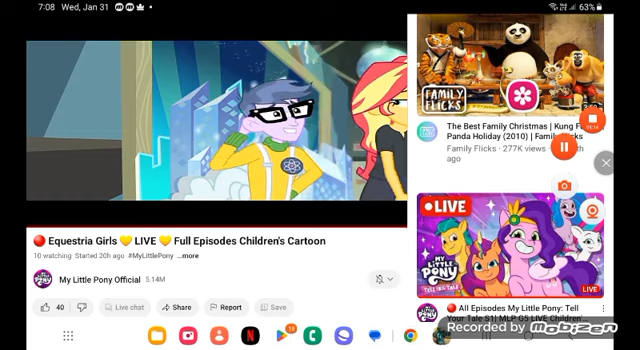 7:08 Wed, Jan 31
63%
FAMILY
FLICKS
The Best Family Christmas | Kung F
Panda Holiday (2010) | Family Flicks
Family Flicks · 277K views
ago
🔴 Equestria Girls 💛 LIVE 💛 Full Episodes Children's Cartoon
10 watching Started 20h ago #MyLittlePony ...more
My Little Pony Official 5.14M
40
Live chat
Share
Report
Save
LIVE
MY LITTLE PONY
TELL YOUR TALE
LIVE
🔴 All Episodes My Little Pony: Tell
Your Tale S1| MLP G5 LIVE Children'
Recorded by mobizen